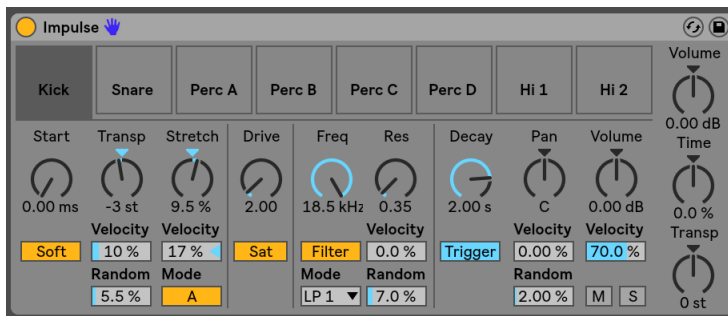 Impulse
Kick Snare Perc A Perc B Perc C Perc D Hi 1 Hi 2
Volume
0.00 dB
Start Transp Stretch Drive Freq Res Decay Pan Volume
Time
0.00 ms -3 st 9.5 % 2.00 18.5 kHz 0.35 2.00 s C 0.00 dB
0.0 %
Velocity Velocity Velocity Velocity Velocity
Transp
Soft 10 % 17 % Sat Filter 0.0 % Trigger 0.00 % 70.0 %
Random Mode Mode Random Random
5.5 % A LP 1 7.0 % 2.00 % M S
0 st